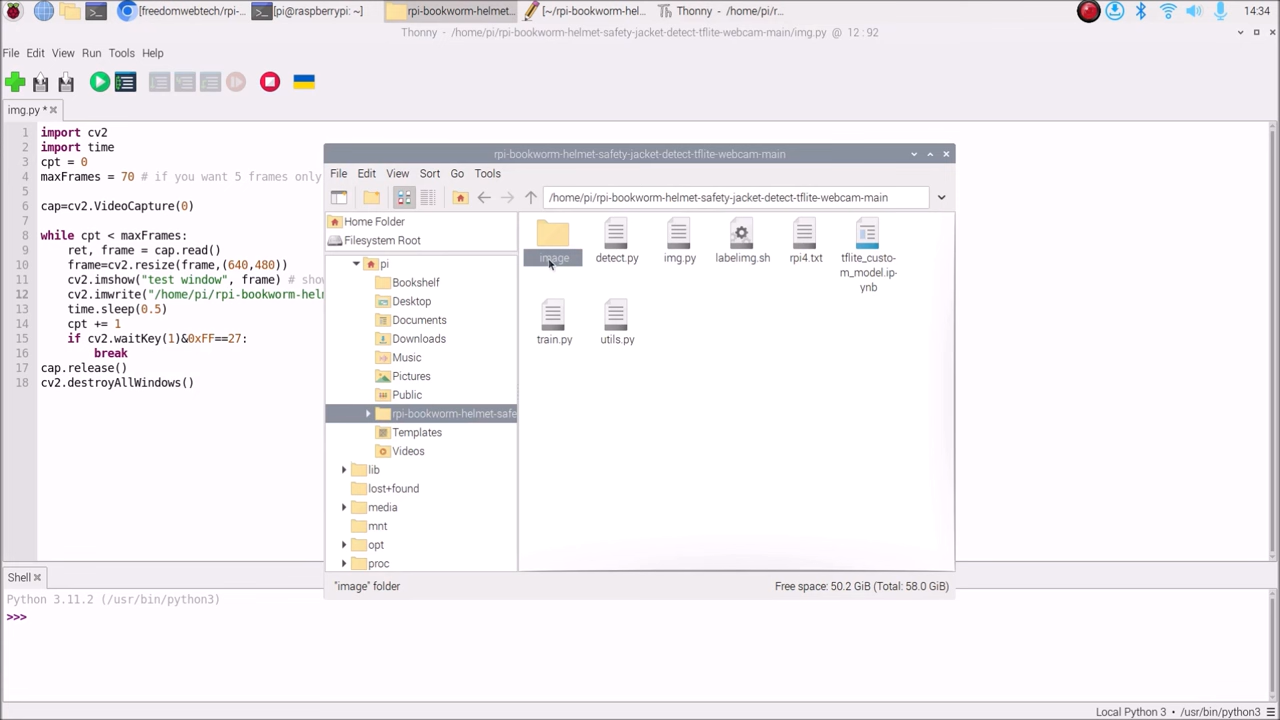 [freedomwebtech/rpi-...
[pi@raspberrypi: ~]
rpi-bookworm-helmet...
[~/rpi-bookworm-hel...
Thonny - /home/pi/r...
14:34
Thonny - /home/pi/rpi-bookworm-helmet-safety-jacket-detect-tflite-webcam-main/img.py @ 12 : 92
File Edit View Run Tools Help
img.py *
1 import cv2
2 import time
3 cpt = 0
4 maxFrames = 70 # if you want 5 frames only
5
6 cap=cv2.VideoCapture(0)
7
8 while cpt < maxFrames:
9 ret, frame = cap.read()
10 frame=cv2.resize(frame,(640,480))
11 cv2.imshow("test window", frame) # sho
12 cv2.imwrite("/home/pi/rpi-bookworm-hel
13 time.sleep(0.5)
14 cpt += 1
15 if cv2.waitKey(1)&0xFF==27:
16 break
17 cap.release()
18 cv2.destroyAllWindows()
rpi-bookworm-helmet-safety-jacket-detect-tflite-webcam-main
File Edit View Sort Go Tools
/home/pi/rpi-bookworm-helmet-safety-jacket-detect-tflite-webcam-main
Home Folder
Filesystem Root
pi
Bookshelf
Desktop
Documents
Downloads
Music
Pictures
Public
rpi-bookworm-helmet-safe
Templates
Videos
lib
lost+found
media
mnt
opt
proc
image
detect.py
img.py
labelimg.sh
rpi4.txt
tflite_custo-
m_model.ip-
ynb
train.py
utils.py
"image" folder
Free space: 50.2 GiB (Total: 58.0 GiB)
Shell
Python 3.11.2 (/usr/bin/python3)
>>>
Local Python 3 • /usr/bin/python3 ☰